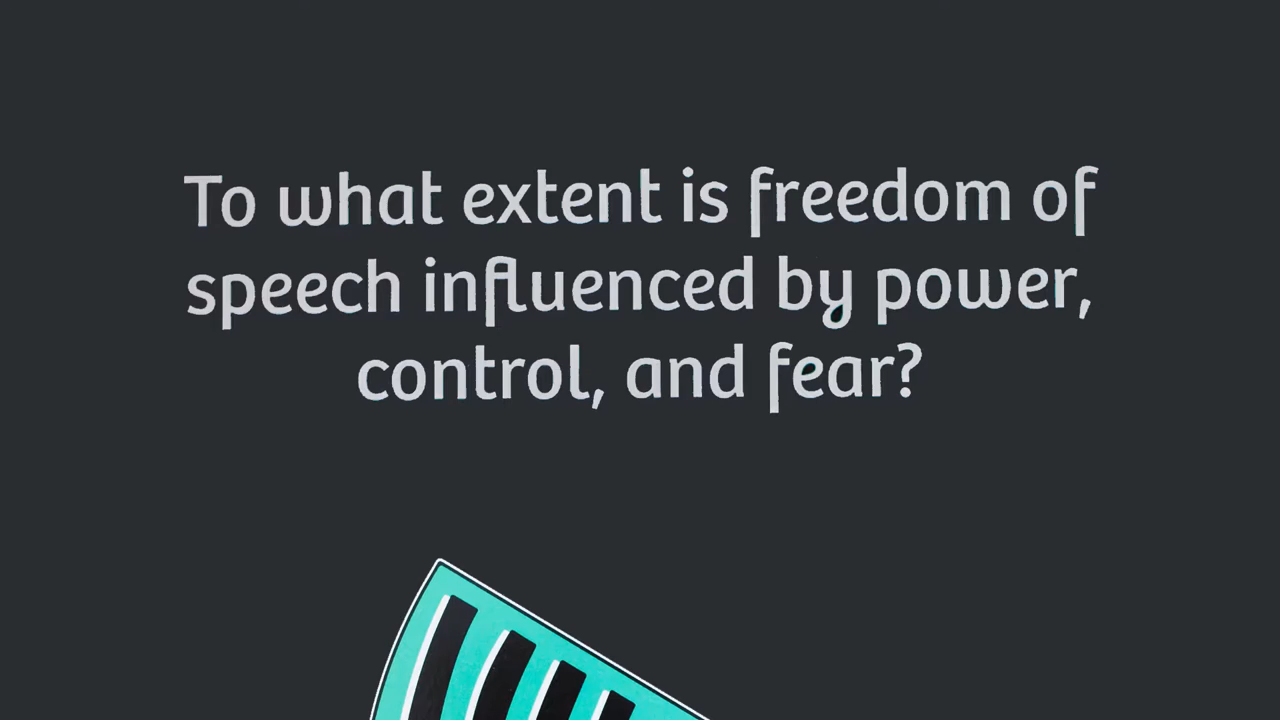 To what extent is freedom of
speech influenced by power,
control, and fear?